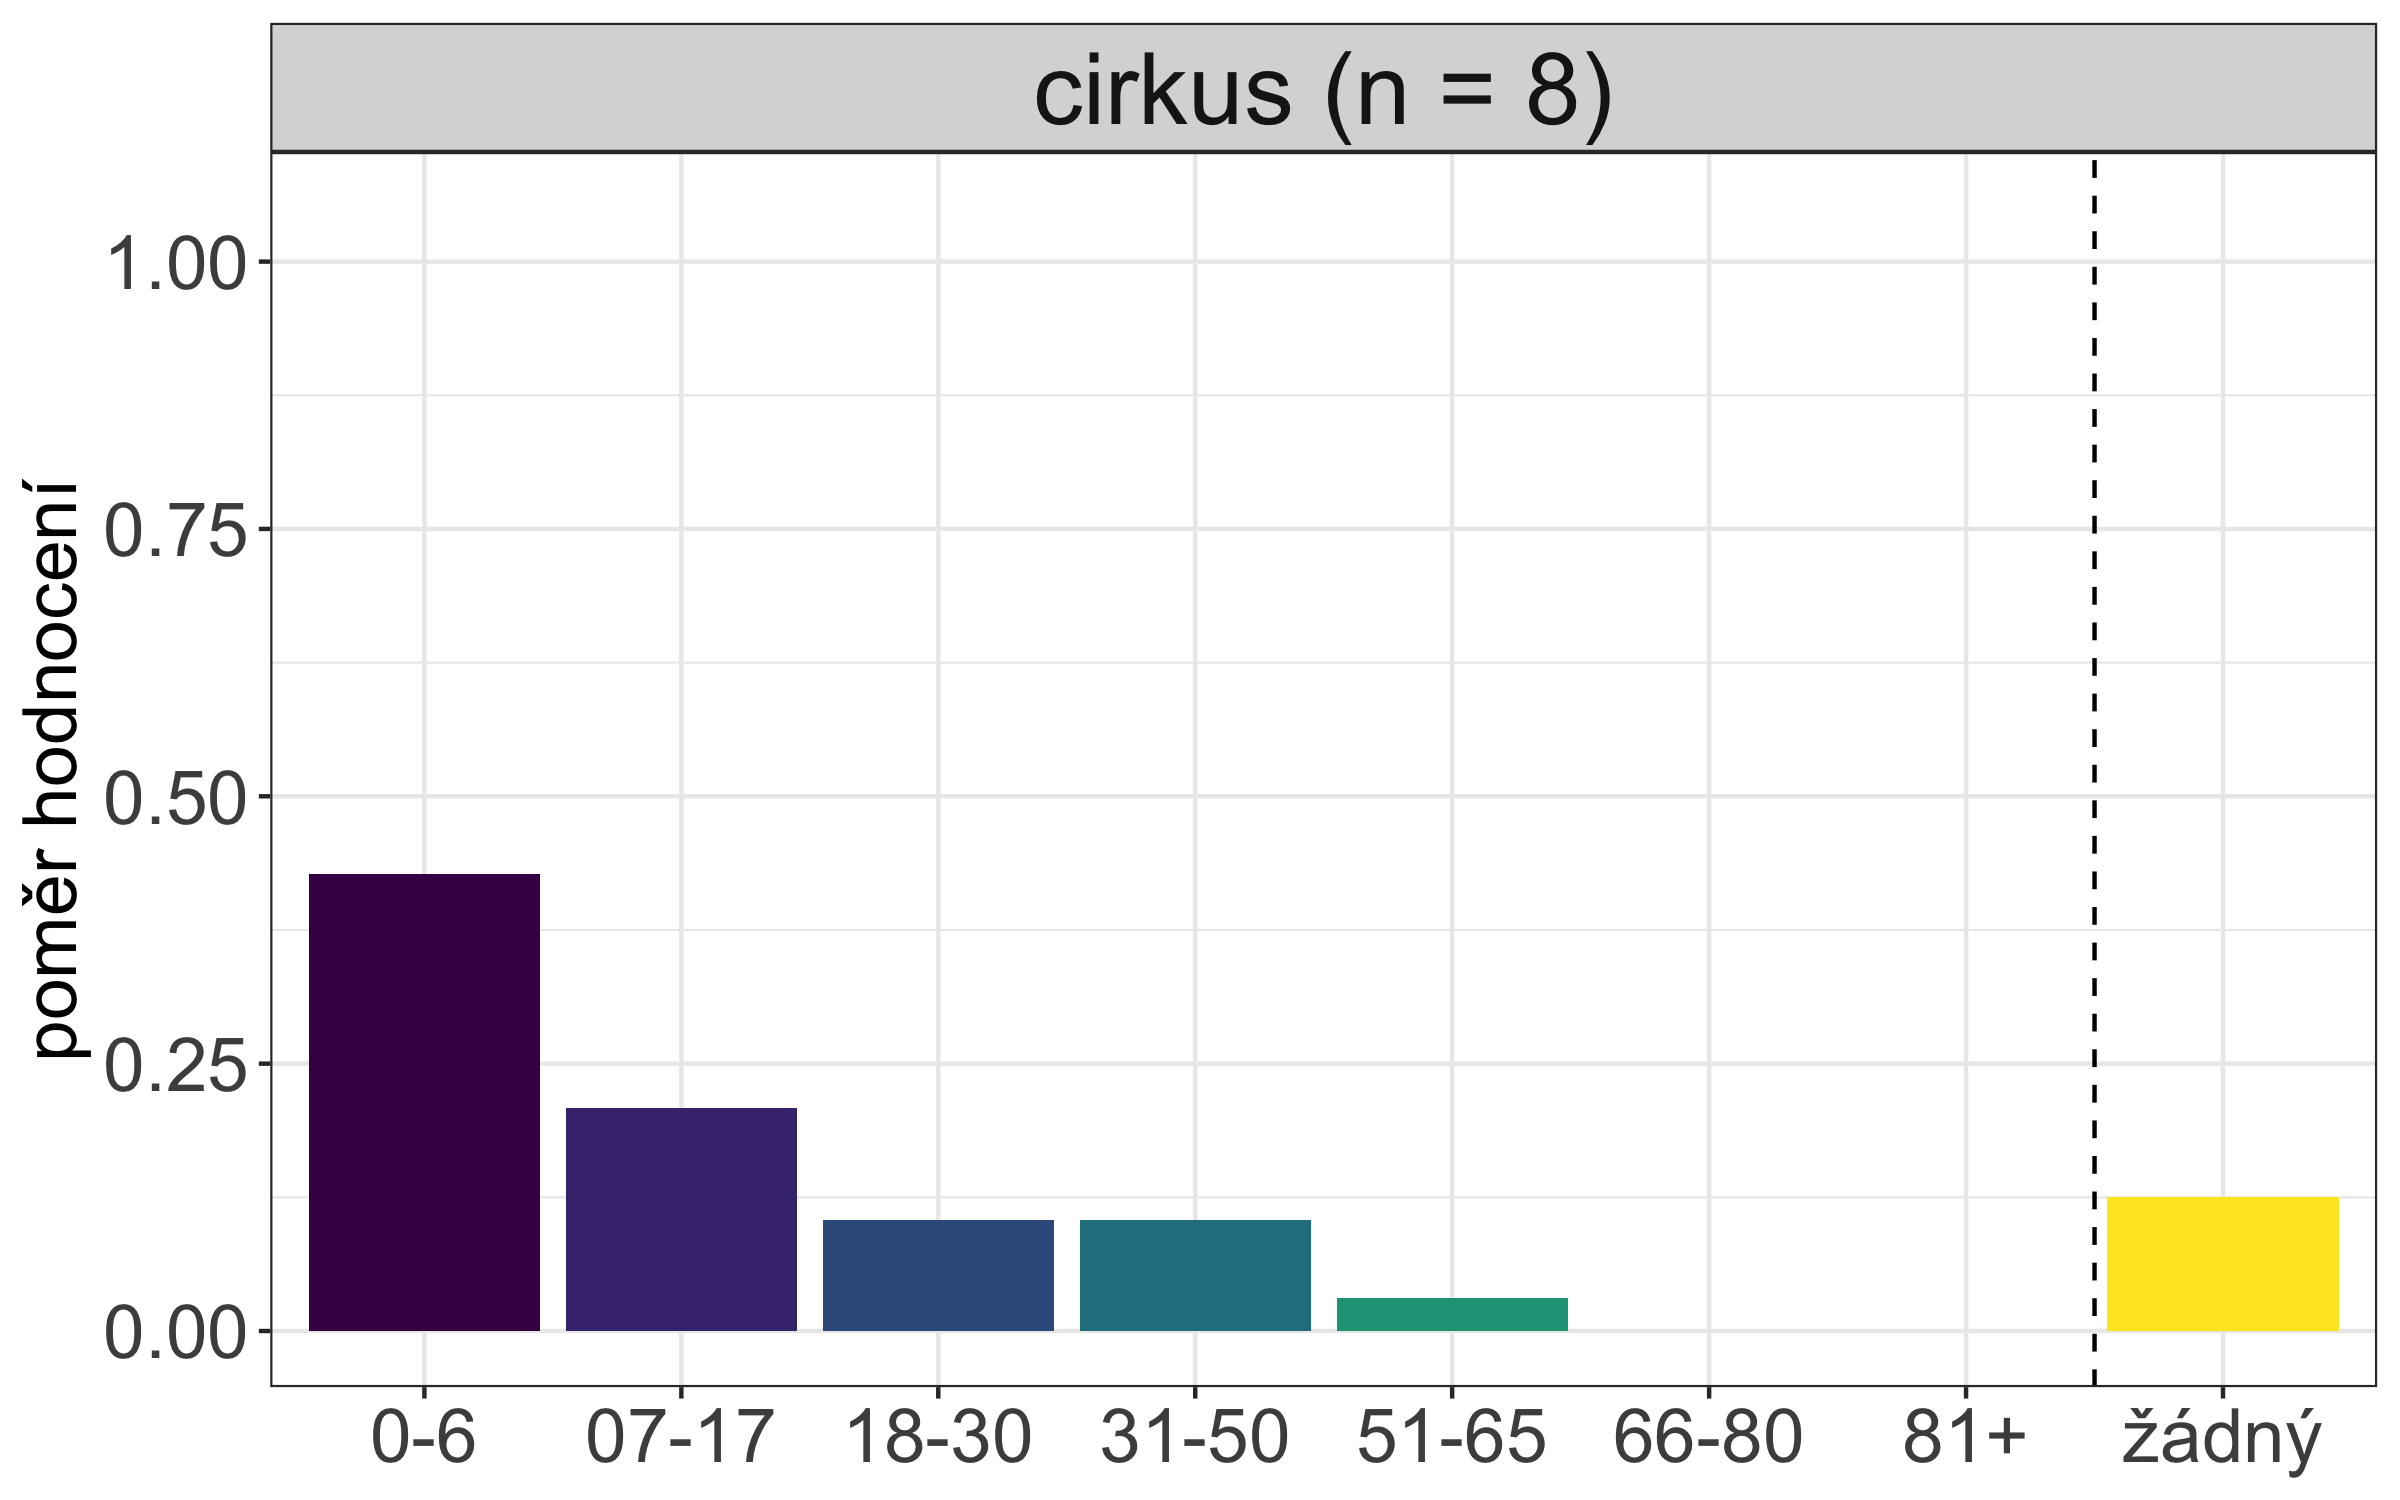 cirkus (n = 8)
poměr hodnocení
1.00
0.75
0.50
0.25
0.00
0-6 07-17 18-30 31-50 51-65 66-80 81+ žádný